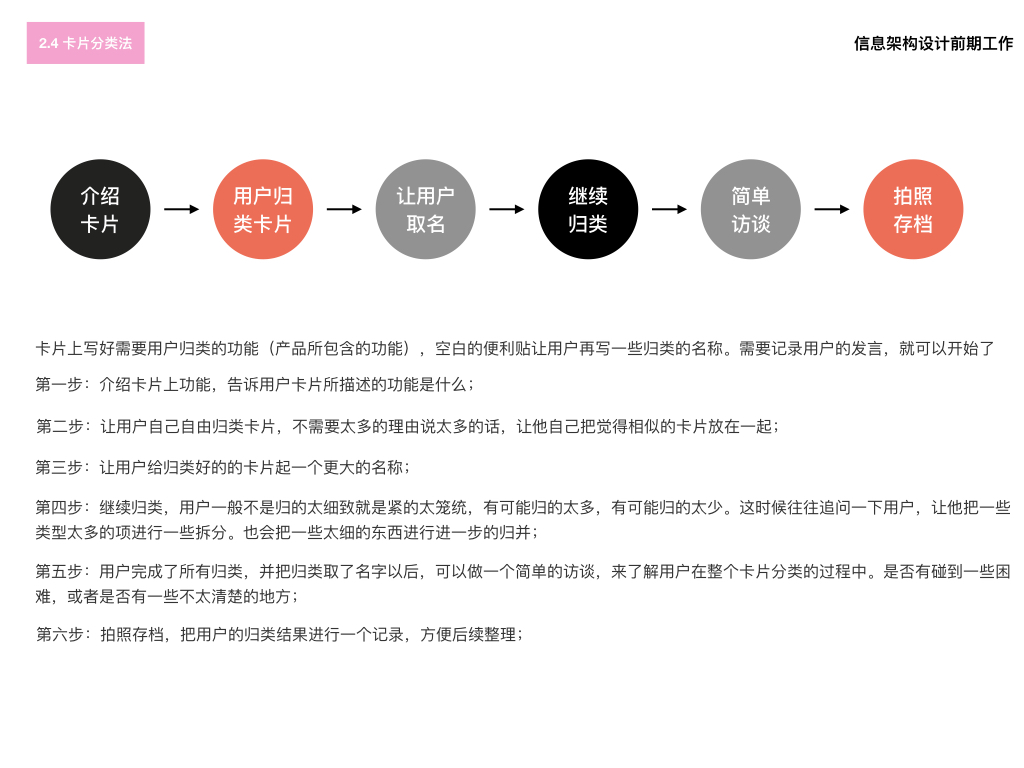 2.4 卡片分类法
信息架构设计前期工作
介绍
卡片
用户归
类卡片
让用户
取名
继续
归类
简单
访谈
拍照
存档
卡片上写好需要用户归类的功能（产品所包含的功能），空白的便利贴让用户再写一些归类的名称。需要记录用户的发言，就可以开始了
第一步：介绍卡片上功能，告诉用户卡片所描述的功能是什么；
第二步：让用户自己自由归类卡片，不需要太多的理由说太多的话，让他自己把觉得相似的卡片放在一起；
第三步：让用户给归类好的的卡片起一个更大的名称；
第四步：继续归类，用户一般不是归的太细致就是紧的太笼统，有可能归的太多，有可能归的太少。这时候往往追问一下用户，让他把一些
类型太多的项进行一些拆分。也会把一些太细的东西进行进一步的归并；
第五步：用户完成了所有归类，并把归类取了名字以后，可以做一个简单的访谈，来了解用户在整个卡片分类的过程中。是否有碰到一些困
难，或者是否有一些不太清楚的地方；
第六步：拍照存档，把用户的归类结果进行一个记录，方便后续整理；